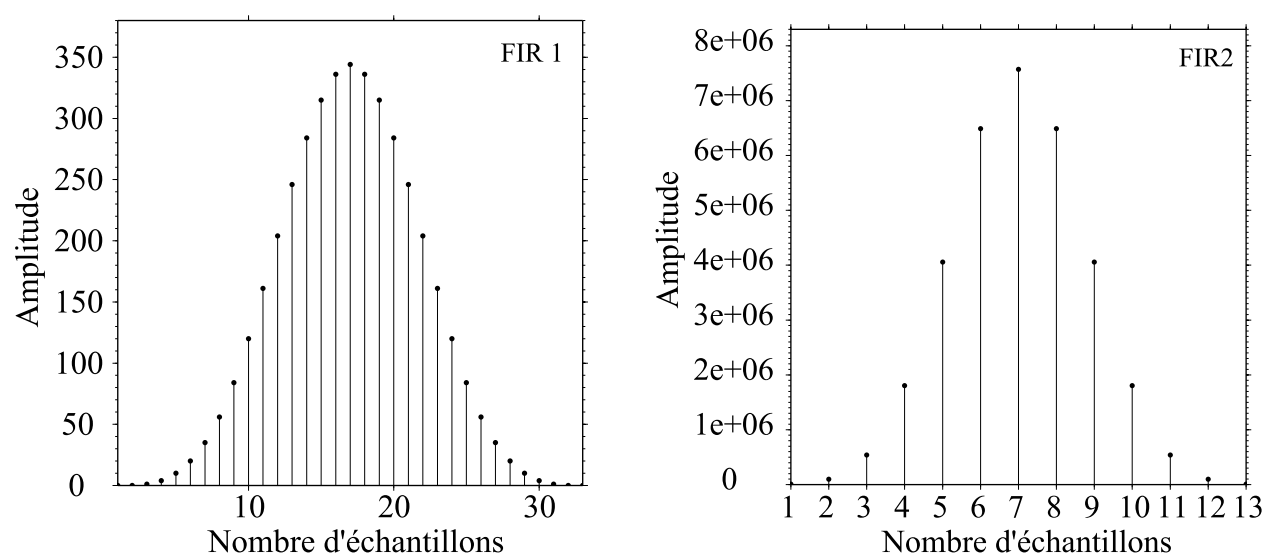 FIR 1
Amplitude
350
300
250
200
150
100
50
0
10 20 30
Nombre d'échantillons
FIR2
Amplitude
8e+06
7e+06
6e+06
5e+06
4e+06
3e+06
2e+06
1e+06
0
1 2 3 4 5 6 7 8 9 10 11 12 13
Nombre d'échantillons